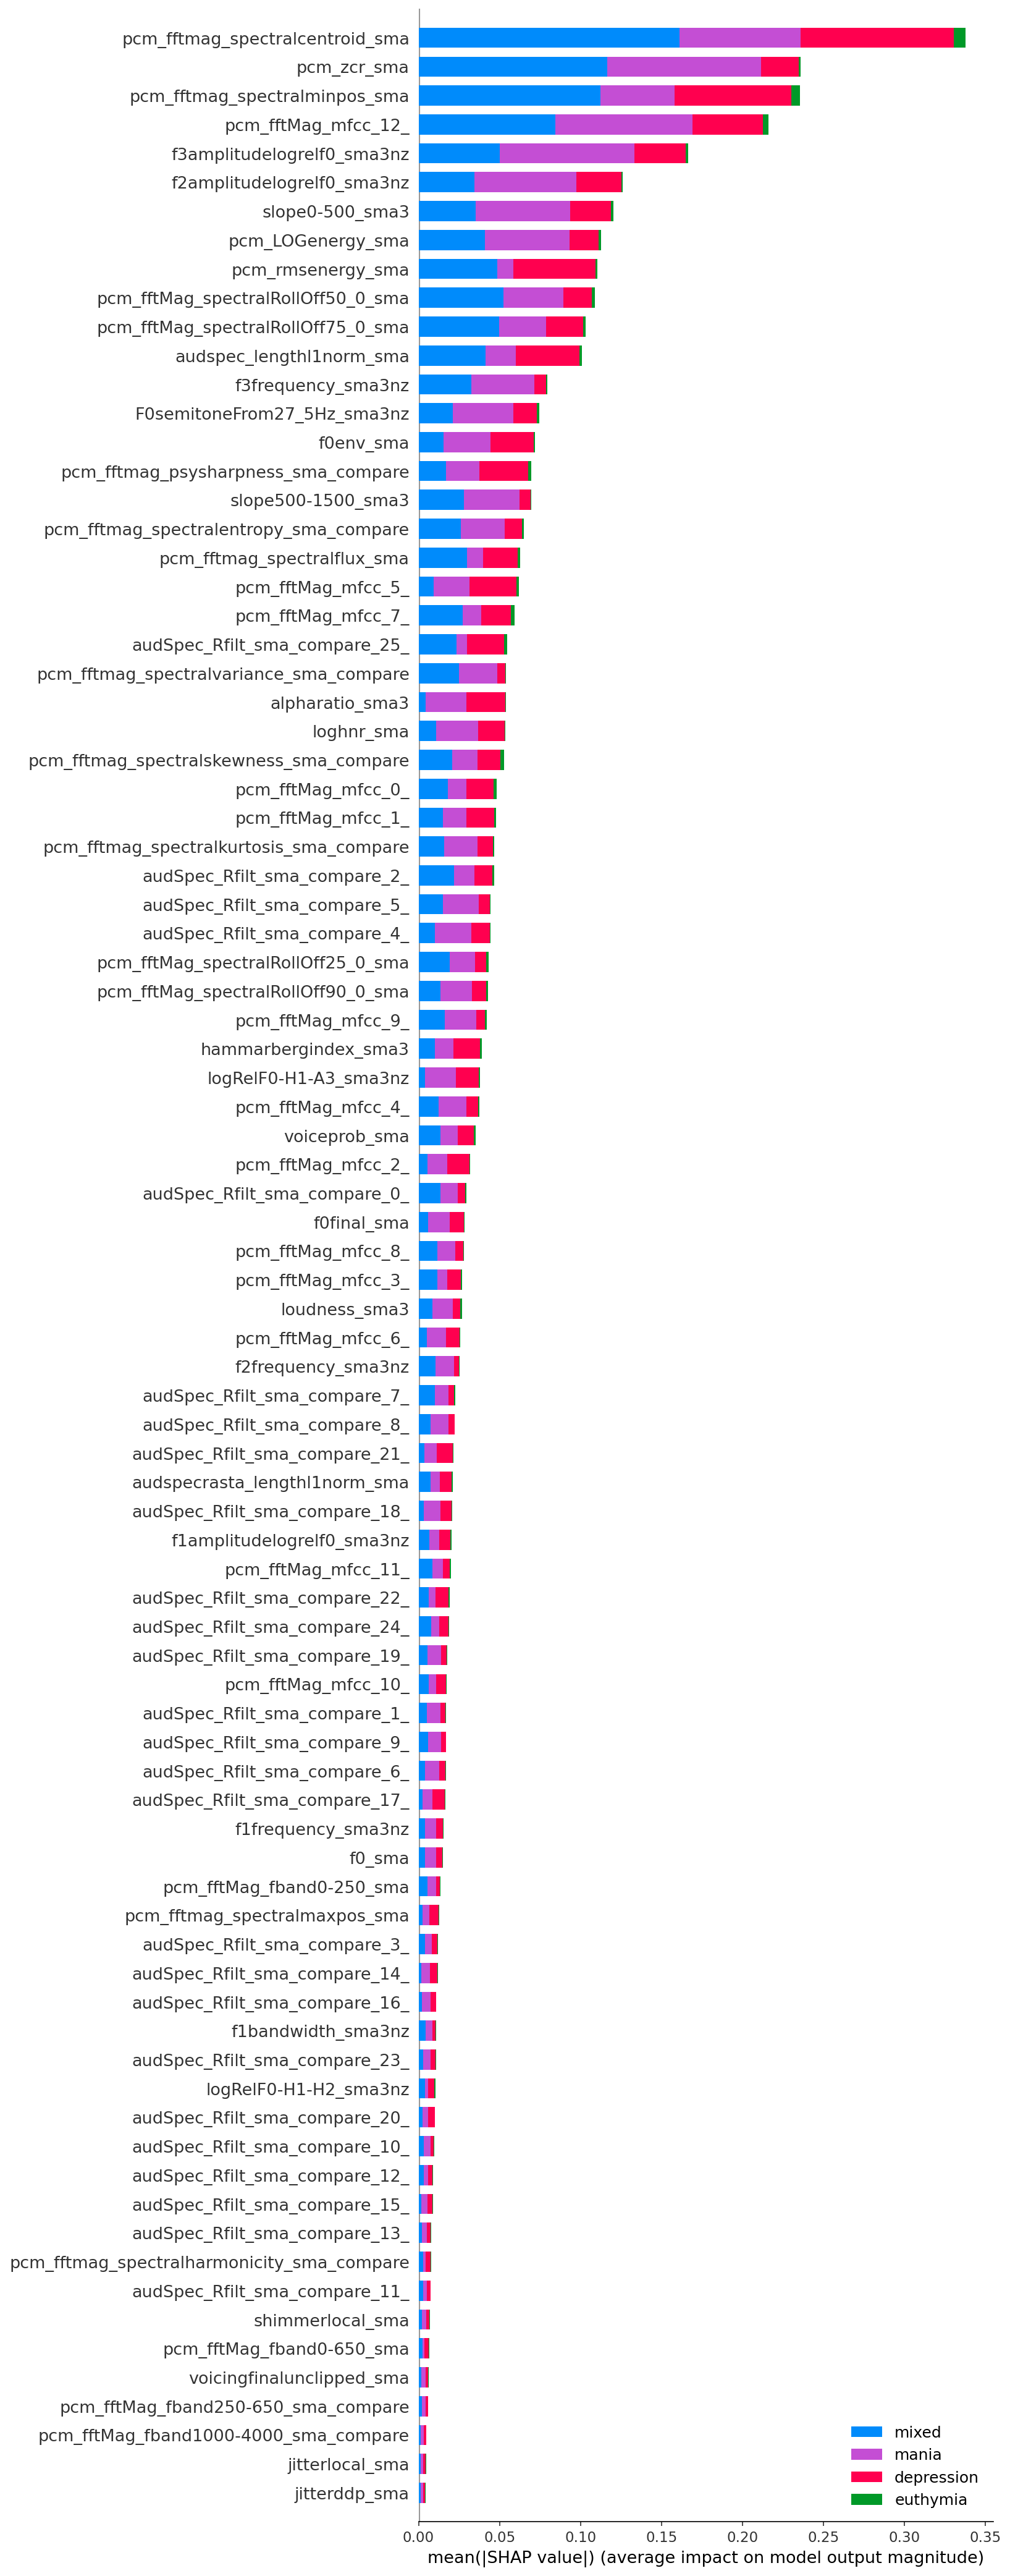 pcm_fftmag_spectralcentroid_sma
pcm_zcr_sma
pcm_fftmag_spectralminpos_sma
pcm_fftMag_mfcc_12_
f3amplitudelogrelf0_sma3nz
f2amplitudelogrelf0_sma3nz
slope0-500_sma3
pcm_LOGenergy_sma
pcm_rmsenergy_sma
pcm_fftMag_spectralRollOff50_0_sma
pcm_fftMag_spectralRollOff75_0_sma
audspec_lengthl1norm_sma
f3frequency_sma3nz
F0semitoneFrom27_5Hz_sma3nz
f0env_sma
pcm_fftmag_psysharpness_sma_compare
slope500-1500_sma3
pcm_fftmag_spectralentropy_sma_compare
pcm_fftmag_spectralflux_sma
pcm_fftMag_mfcc_5_
pcm_fftMag_mfcc_7_
audSpec_Rfilt_sma_compare_25_
pcm_fftmag_spectralvariance_sma_compare
alpharatio_sma3
loghnr_sma
pcm_fftmag_spectralskewness_sma_compare
pcm_fftMag_mfcc_0_
pcm_fftMag_mfcc_1_
pcm_fftmag_spectralkurtosis_sma_compare
audSpec_Rfilt_sma_compare_2_
audSpec_Rfilt_sma_compare_5_
audSpec_Rfilt_sma_compare_4_
pcm_fftMag_spectralRollOff25_0_sma
pcm_fftMag_spectralRollOff90_0_sma
pcm_fftMag_mfcc_9_
hammarbergindex_sma3
logRelF0-H1-A3_sma3nz
pcm_fftMag_mfcc_4_
voiceprob_sma
pcm_fftMag_mfcc_2_
audSpec_Rfilt_sma_compare_0_
f0final_sma
pcm_fftMag_mfcc_8_
pcm_fftMag_mfcc_3_
loudness_sma3
pcm_fftMag_mfcc_6_
f2frequency_sma3nz
audSpec_Rfilt_sma_compare_7_
audSpec_Rfilt_sma_compare_8_
audSpec_Rfilt_sma_compare_21_
audspecrasta_lengthl1norm_sma
audSpec_Rfilt_sma_compare_18_
f1amplitudelogrelf0_sma3nz
pcm_fftMag_mfcc_11_
audSpec_Rfilt_sma_compare_22_
audSpec_Rfilt_sma_compare_24_
audSpec_Rfilt_sma_compare_19_
pcm_fftMag_mfcc_10_
audSpec_Rfilt_sma_compare_1_
audSpec_Rfilt_sma_compare_9_
audSpec_Rfilt_sma_compare_6_
audSpec_Rfilt_sma_compare_17_
f1frequency_sma3nz
f0_sma
pcm_fftMag_fband0-250_sma
pcm_fftmag_spectralmaxpos_sma
audSpec_Rfilt_sma_compare_3_
audSpec_Rfilt_sma_compare_14_
audSpec_Rfilt_sma_compare_16_
f1bandwidth_sma3nz
audSpec_Rfilt_sma_compare_23_
logRelF0-H1-H2_sma3nz
audSpec_Rfilt_sma_compare_20_
audSpec_Rfilt_sma_compare_10_
audSpec_Rfilt_sma_compare_12_
audSpec_Rfilt_sma_compare_15_
audSpec_Rfilt_sma_compare_13_
pcm_fftmag_spectralharmonicity_sma_compare
audSpec_Rfilt_sma_compare_11_
shimmerlocal_sma
pcm_fftMag_fband0-650_sma
voicingfinalunclipped_sma
pcm_fftMag_fband250-650_sma_compare
pcm_fftMag_fband1000-4000_sma_compare
jitterlocal_sma
jitterddp_sma
mixed
mania
depression
euthymia
0.00 0.05 0.10 0.15 0.20 0.25 0.30 0.35
mean(|SHAP value|) (average impact on model output magnitude)